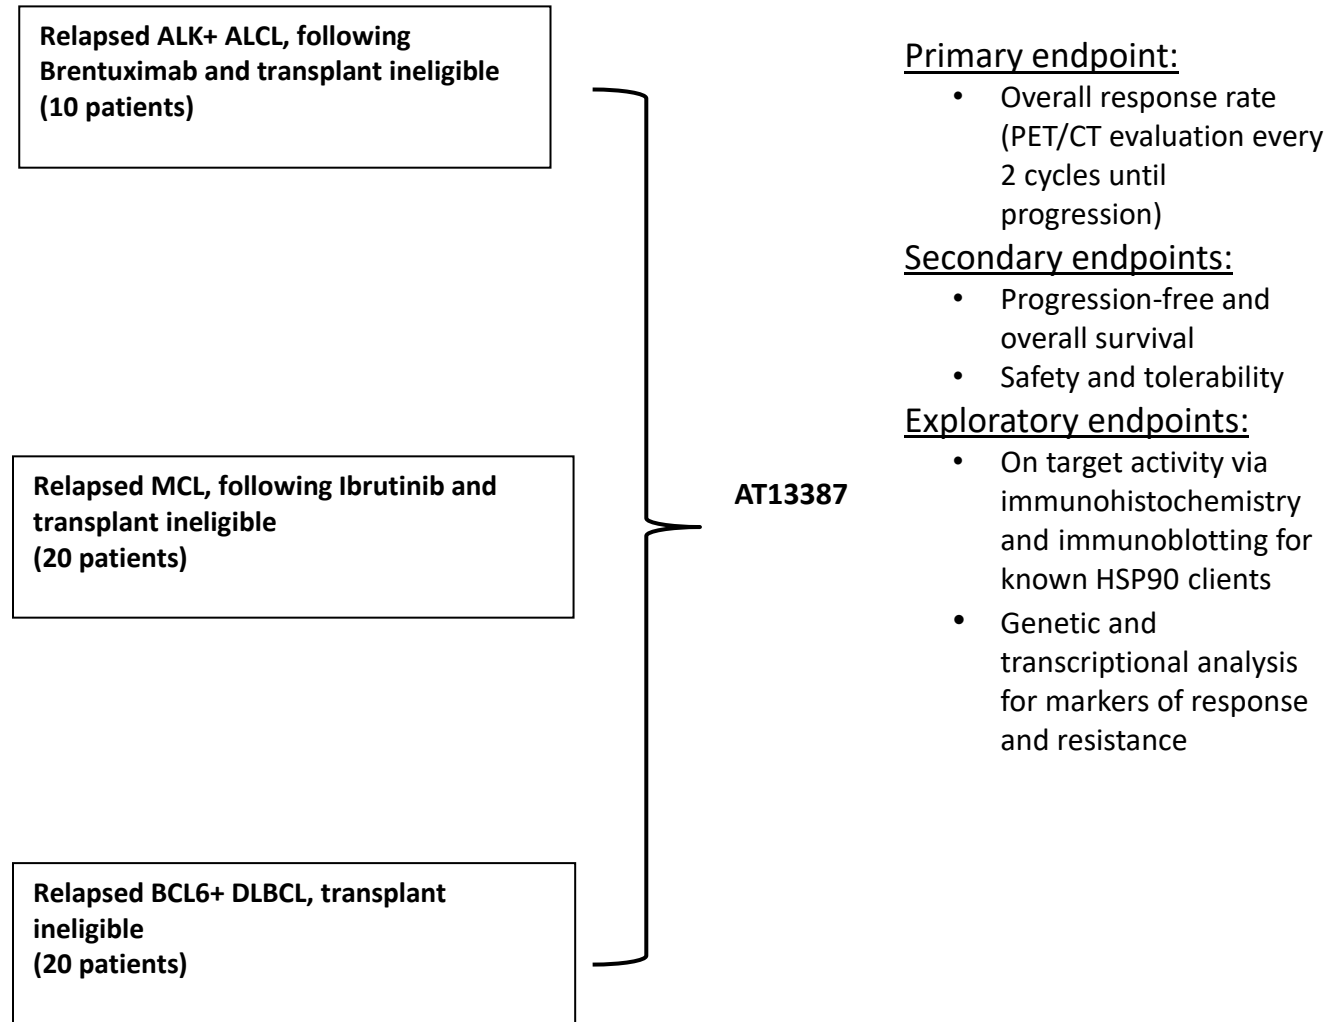 Relapsed ALK+ ALCL, following
Brentuximab and transplant ineligible
(10 patients)
Relapsed MCL, following Ibrutinib and
transplant ineligible
(20 patients)
Relapsed BCL6+ DLBCL, transplant
ineligible
(20 patients)
AT13387
Primary endpoint:
• Overall response rate
(PET/CT evaluation every
2 cycles until
progression)
Secondary endpoints:
• Progression-free and
overall survival
• Safety and tolerability
Exploratory endpoints:
• On target activity via
immunohistochemistry
and immunoblotting for
known HSP90 clients
• Genetic and
transcriptional analysis
for markers of response
and resistance